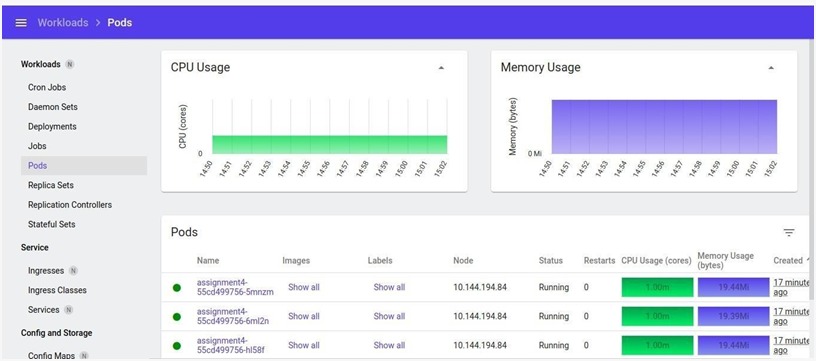 Workloads > Pods
Workloads N
Cron Jobs
Daemon Sets
Deployments
Jobs
Pods
Replica Sets
Replication Controllers
Stateful Sets
Service
Ingresses N
Ingress Classes
Services N
Config and Storage
Config Maps N
CPU Usage
CPU (cores)
0
14:50 14:51 14:52 14:53 14:54 14:55 14:56 14:57 14:58 14:59 15:00 15:01 15:02
Memory Usage
Memory (bytes)
0 Mi
14:50 14:51 14:52 14:53 14:54 14:55 14:56 14:57 14:58 14:59 15:00 15:01 15:02
Pods
Name Images Labels Node Status Restarts CPU Usage (cores) Memory Usage (bytes) Created
assignment4-
55cd499756-5mnzm Show all Show all 10.144.194.84 Running 0 1.00m 19.44Mi 17 minute
ago
assignment4-
55cd499756-6ml2n Show all Show all 10.144.194.84 Running 0 1.00m 19.39Mi 17 minute
ago
assignment4-
55cd499756-hl58f Show all Show all 10.144.194.84 Running 0 1.00m 19.44Mi 17 minute
ago